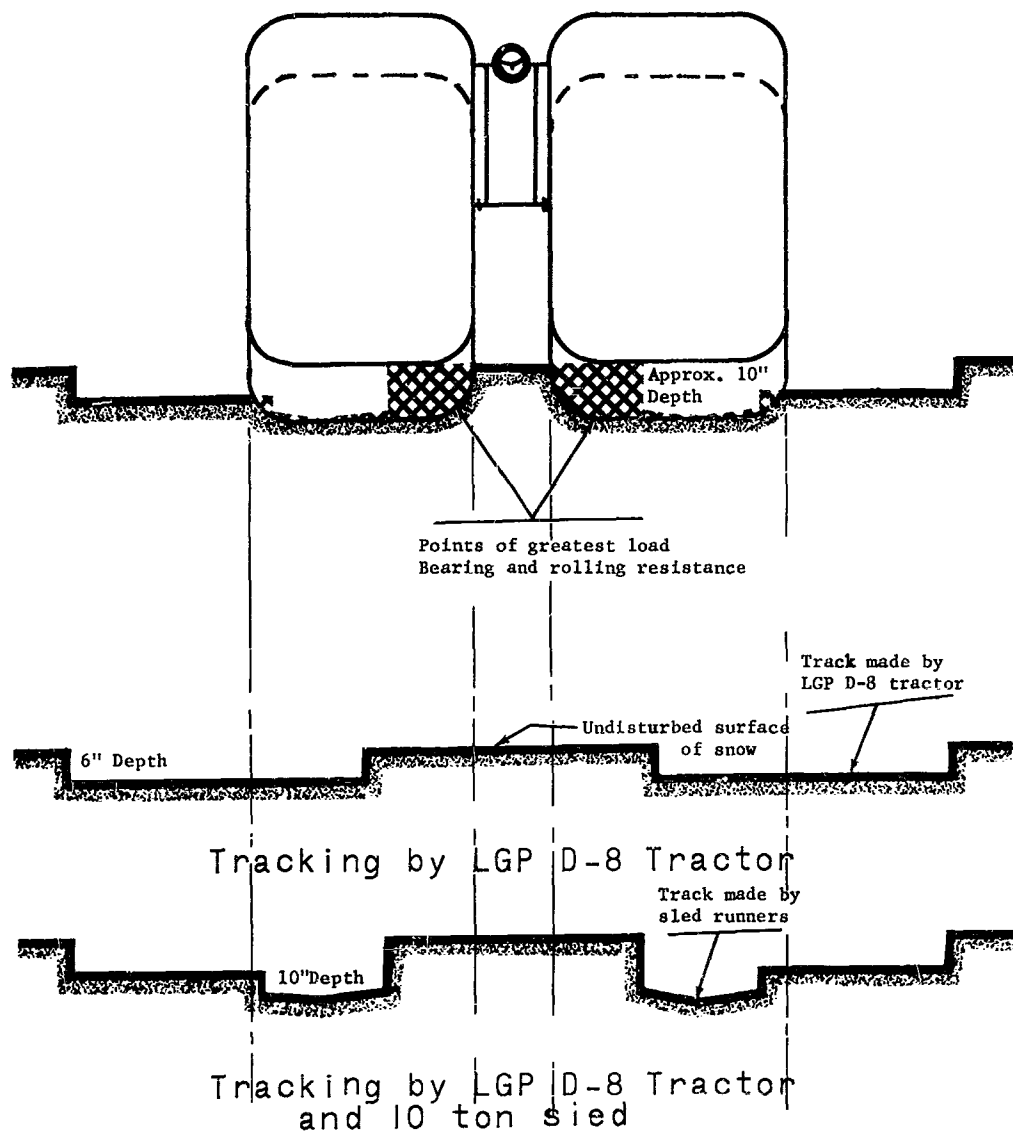 Approx. 10"
Depth
Points of greatest load
Bearing and rolling resistance
Track made by
LGP D-8 tractor
Undisturbed surface
of snow
6" Depth
Tracking by LGP D-8 Tractor
Track made by
sled runners
10"Depth
Tracking by LGP D-8 Tractor
and 10 ton sied